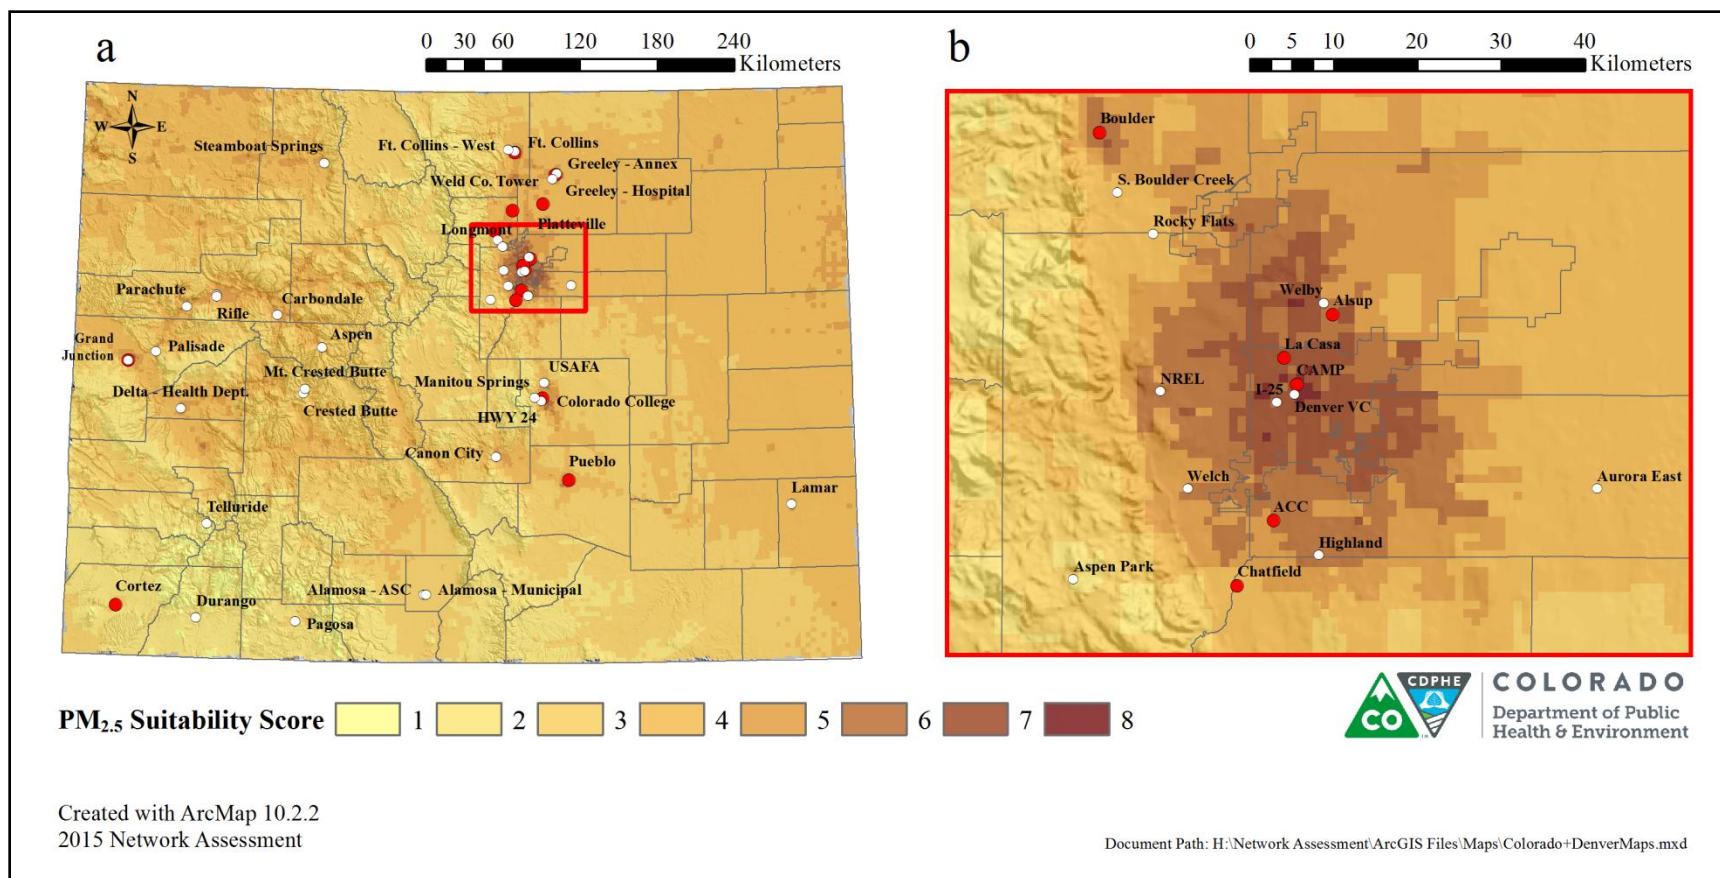 a
0 30 60 120 180 240
Kilometers
b
0 5 10 20 30 40
Kilometers
N
W E
S
Steamboat Springs
Ft. Collins - West
Ft. Collins
Greeley - Annex
Weld Co. Tower
Greeley - Hospital
Platteville
Longmont
Parachute
Rifle
Carbondale
Grand
Junction
Palisade
Aspen
Mt. Crested Butte
Delta - Health Dept.
Crested Butte
USAFA
Manitou Springs
Colorado College
HWY 24
Canon City
Pueblo
Lamar
Telluride
Cortez
Durango
Alamosa - ASC
Alamosa - Municipal
Pagosa
Boulder
S. Boulder Creek
Rocky Flats
Welby
Alsup
La Casa
CAMP
NREL
I-25
Denver VC
Welch
Aurora East
ACC
Highland
Aspen Park
Chatfield
PM2.5 Suitability Score 1 2 3 4 5 6 7 8
CO
CDPHE
TM
COLORADO
Department of Public
Health & Environment
Created with ArcMap 10.2.2
2015 Network Assessment
Document Path: H:\Network Assessment\ArcGIS Files\Maps\Colorado+DenverMaps.mxd